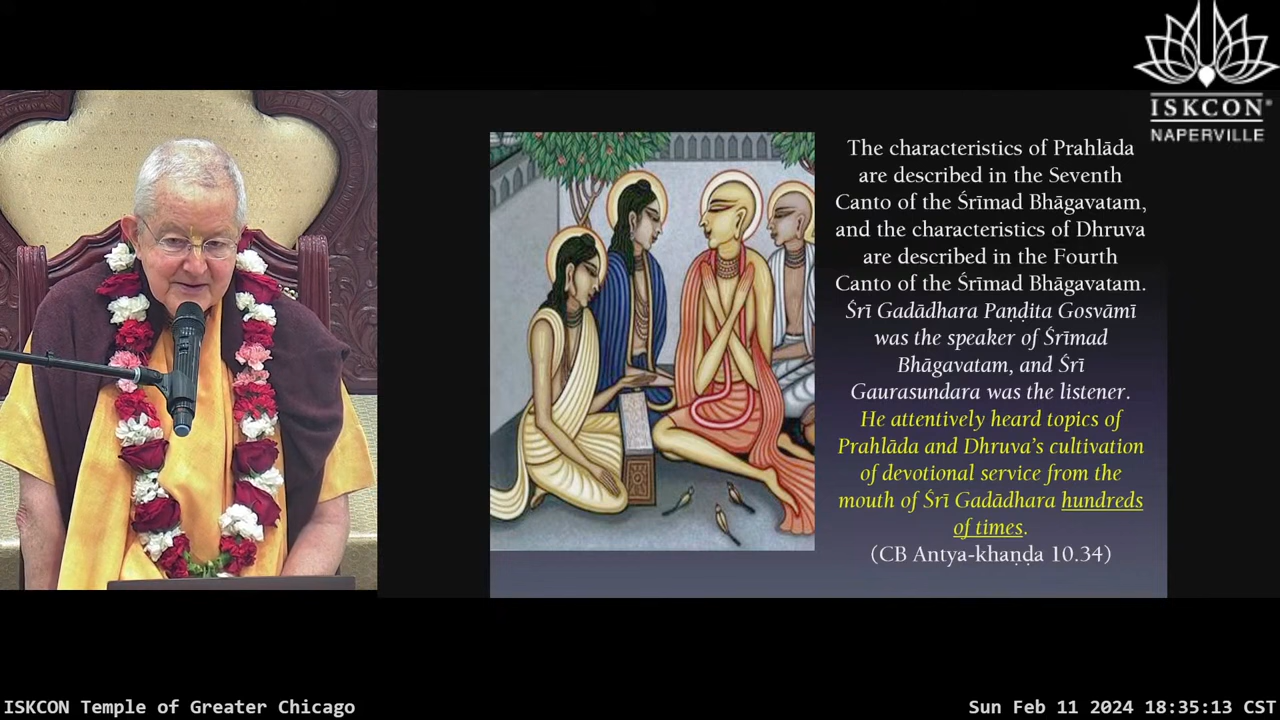 ISKCON®
NAPERVILLE
The characteristics of Prahlāda
are described in the Seventh
Canto of the Śrīmad Bhāgavatam,
and the characteristics of Dhruva
are described in the Fourth
Canto of the Śrīmad Bhāgavatam.
Śrī Gadādhara Paṇḍita Gosvāmī
was the speaker of Śrīmad
Bhāgavatam, and Śrī
Gaurasundara was the listener.
He attentively heard topics of
Prahlāda and Dhruva’s cultivation
of devotional service from the
mouth of Śrī Gadādhara hundreds
of times.
(CB Antya-khaṇḍa 10.34)
ISKCON Temple of Greater Chicago
Sun Feb 11 2024 18:35:13 CST